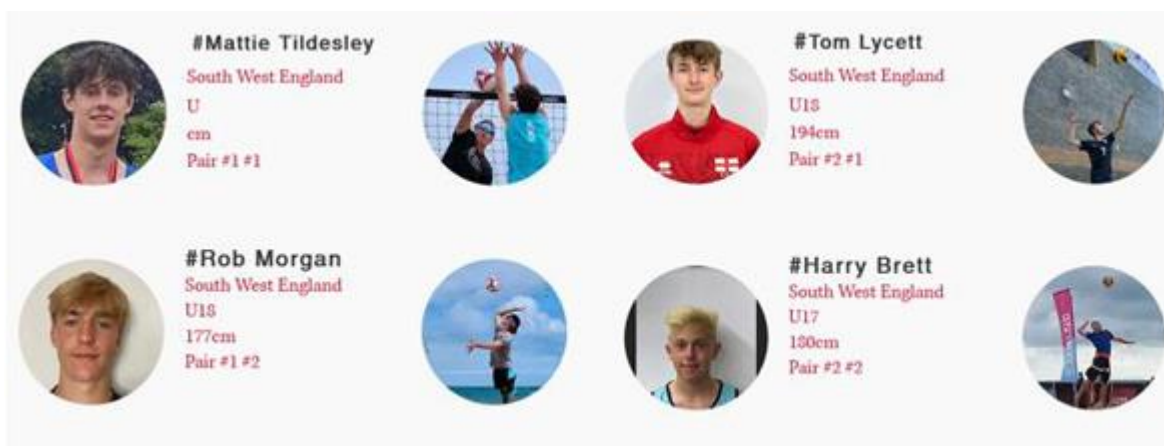 #Mattie Tildesley
South West England
U
cm
Pair #1 #1
#Tom Lycett
South West England
U18
194cm
Pair #2 #1
#Rob Morgan
South West England
U18
177cm
Pair #1 #2
#Harry Brett
South West England
U17
180cm
Pair #2 #2